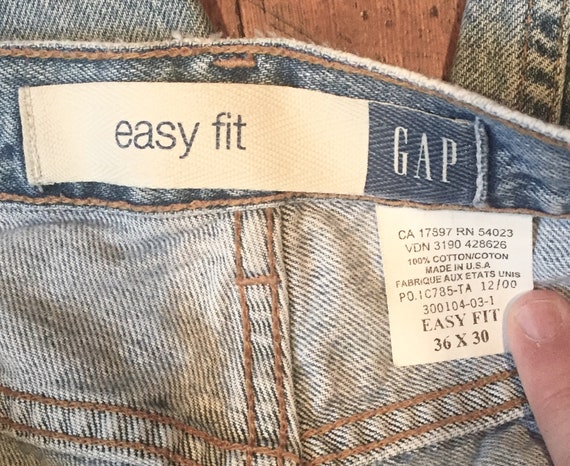 easy fit
GAP
CA 17897 RN 54023
VDN 3190 428626
100% COTTON/COTON
MADE IN U.S.A
FABRIQUE AUX ETATS UNIS
PO.IC785-TA 12/00
300104-03-1
EASY FIT
36 X 30